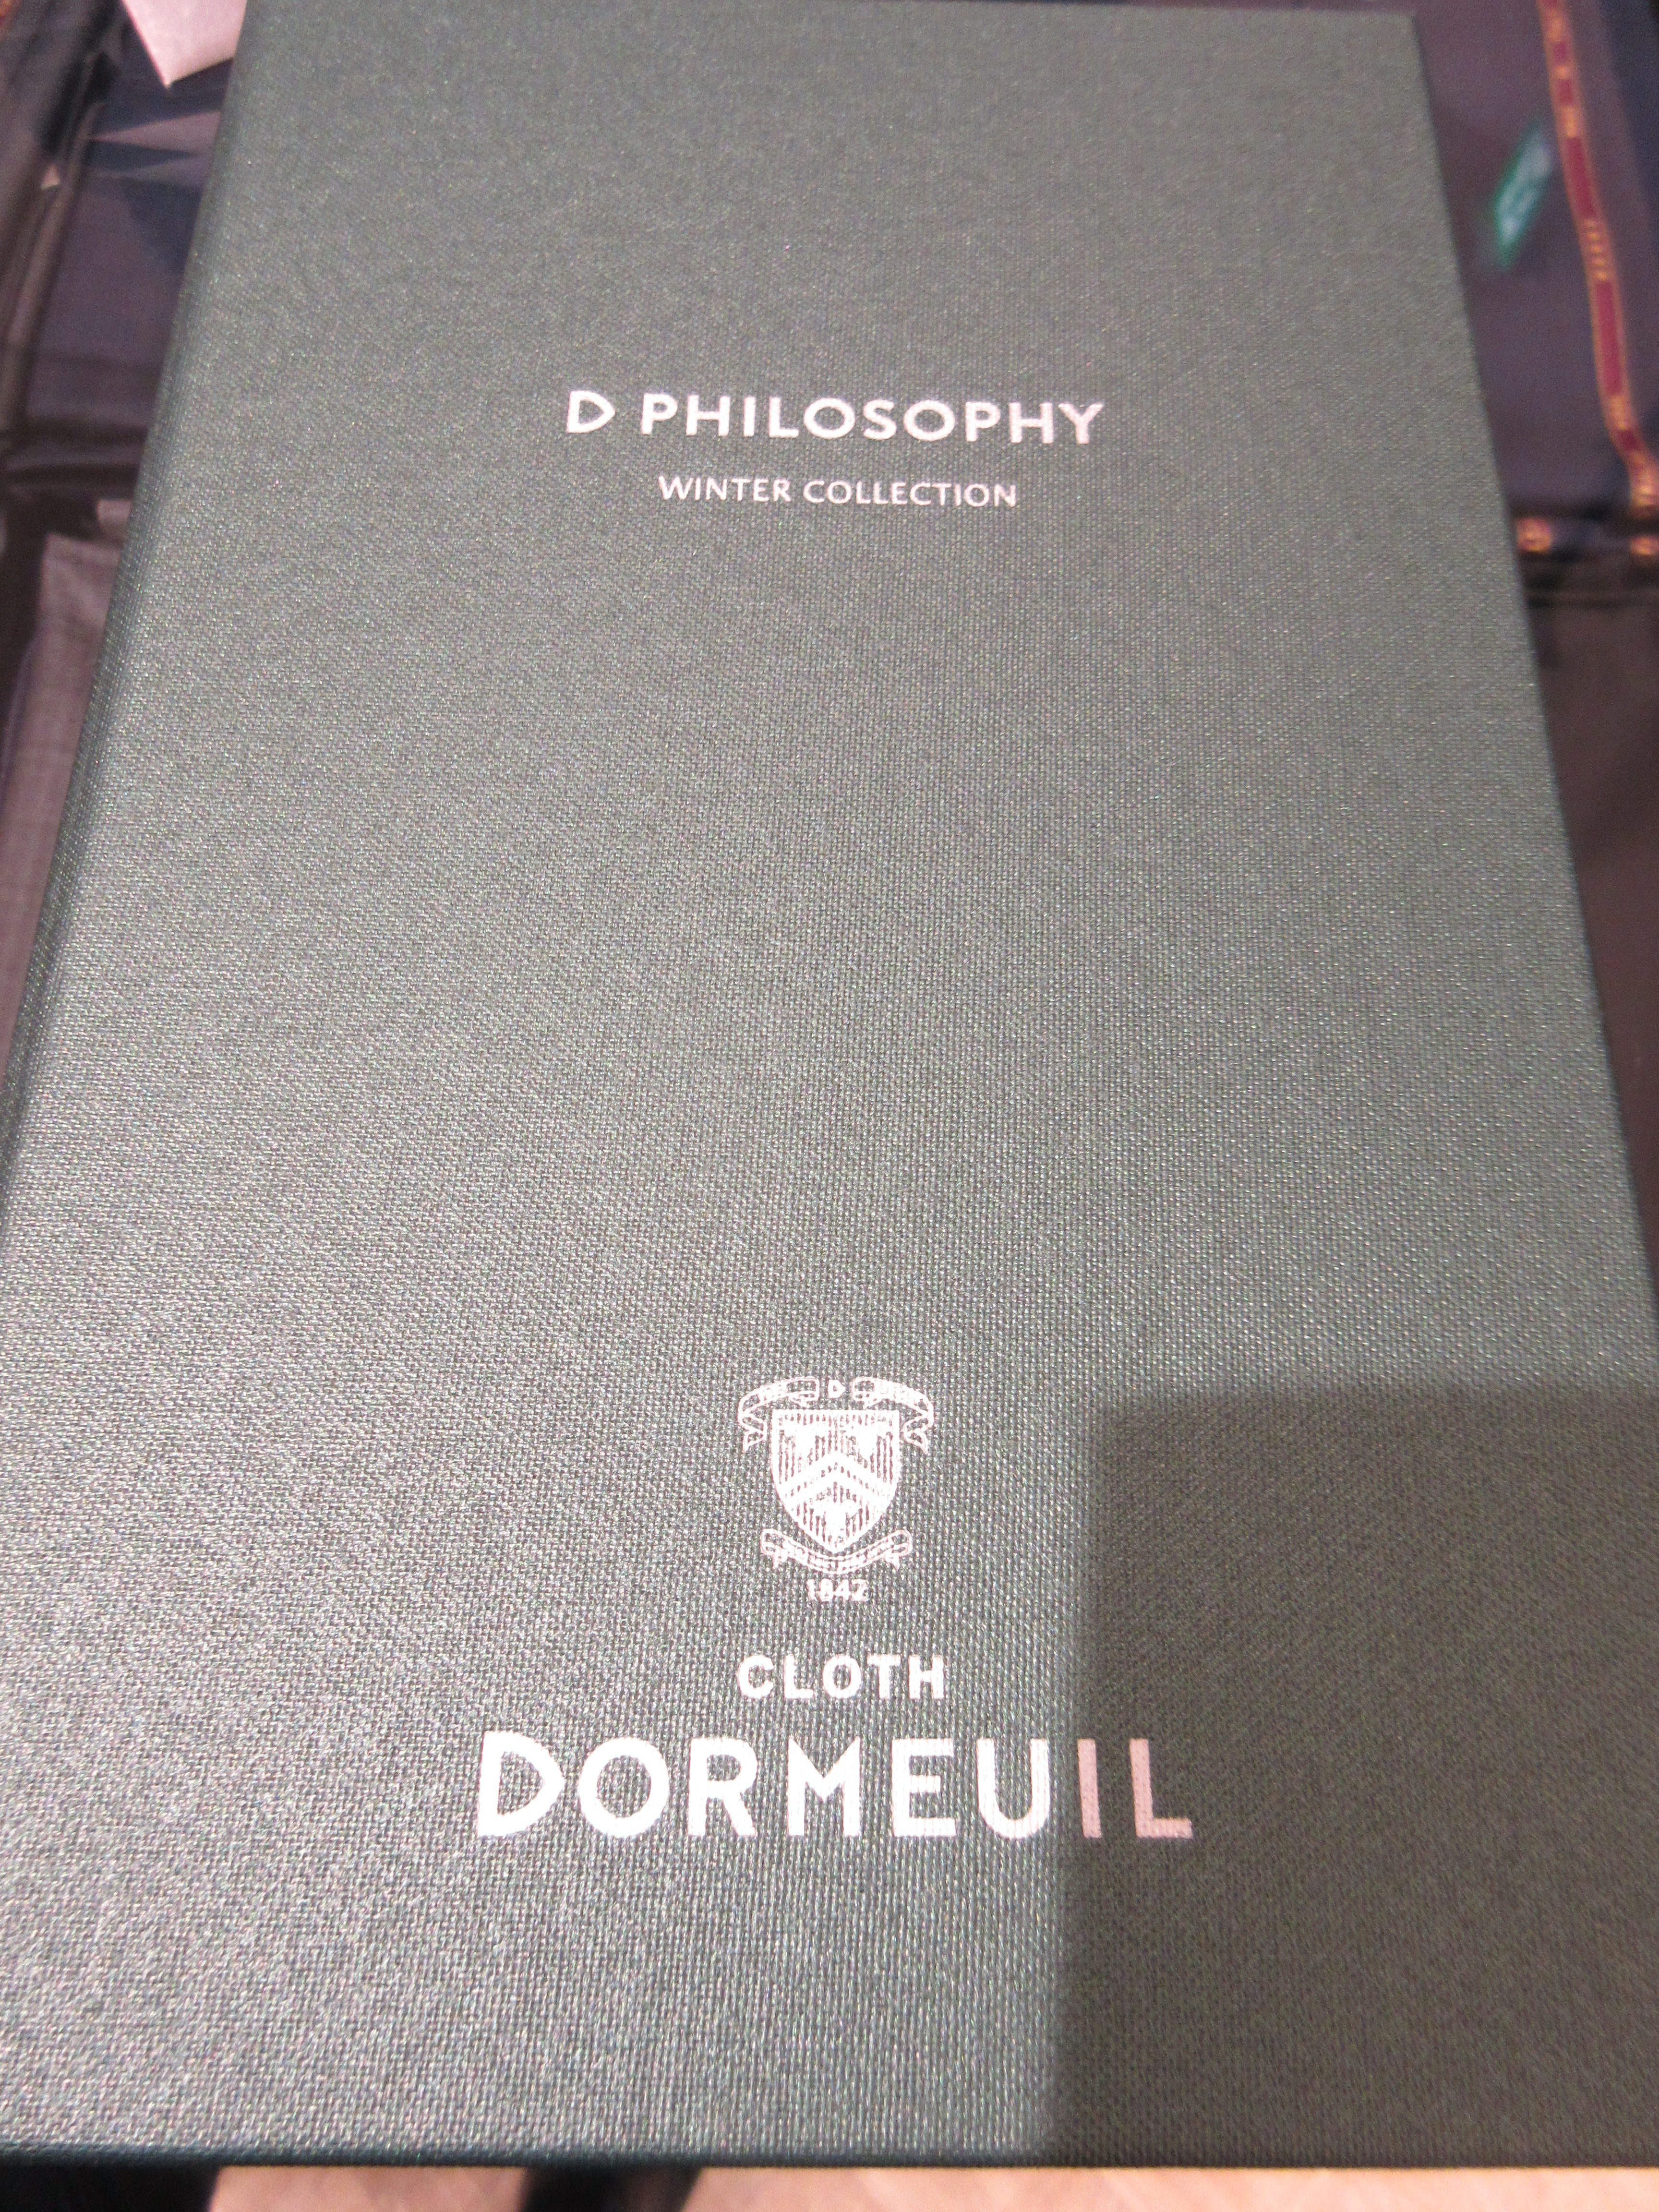 D PHILOSOPHY
WINTER COLLECTION
D
1842
CLOTH
DORMEUIL